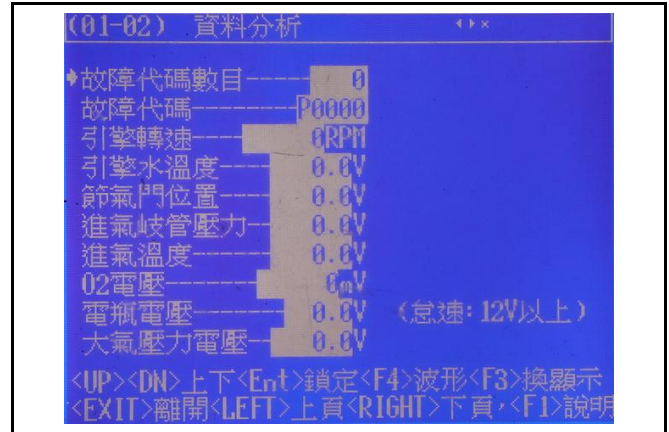 (01-02) 資料分析
故障代碼數目-----0
故障代碼--------P0000
引擎轉速----0RPM
引擎水溫度---0.0V
節氣門位置---0.0V
進氣岐管壓力-0.0V
進氣溫度----0.0V
O2電壓------0mV
電瓶電壓----0.0V (怠速:12V以上)
大氣壓力電壓-0.0V
<UP><DN>上下<Ent>鎖定<F4>波形<F3>換顯示
<EXIT>離開<LEFT>上頁<RIGHT>下頁,<F1>說明